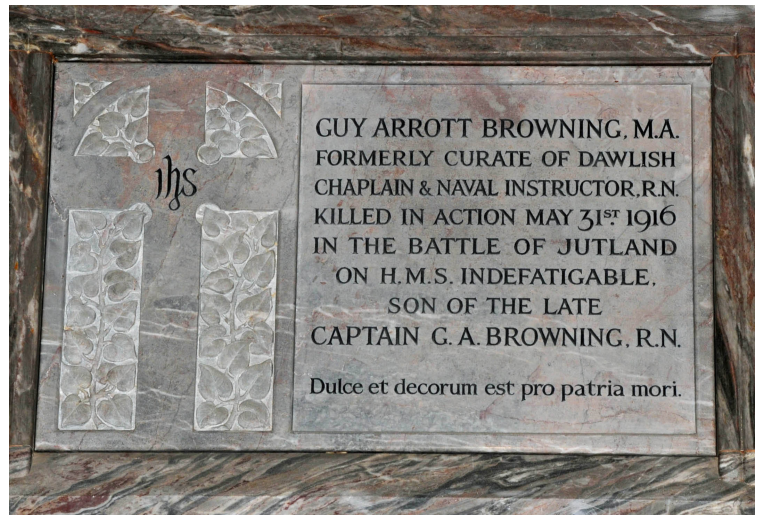 ihs
GUY ARROTT BROWNING, M.A.
FORMERLY CURATE OF DAWLISH
CHAPLAIN & NAVAL INSTRUCTOR, R.N.
KILLED IN ACTION MAY 31ST. 1916
IN THE BATTLE OF JUTLAND
ON H.M.S. INDEFATIGABLE,
SON OF THE LATE
CAPTAIN G. A. BROWNING, R.N.
Dulce et decorum est pro patria mori.